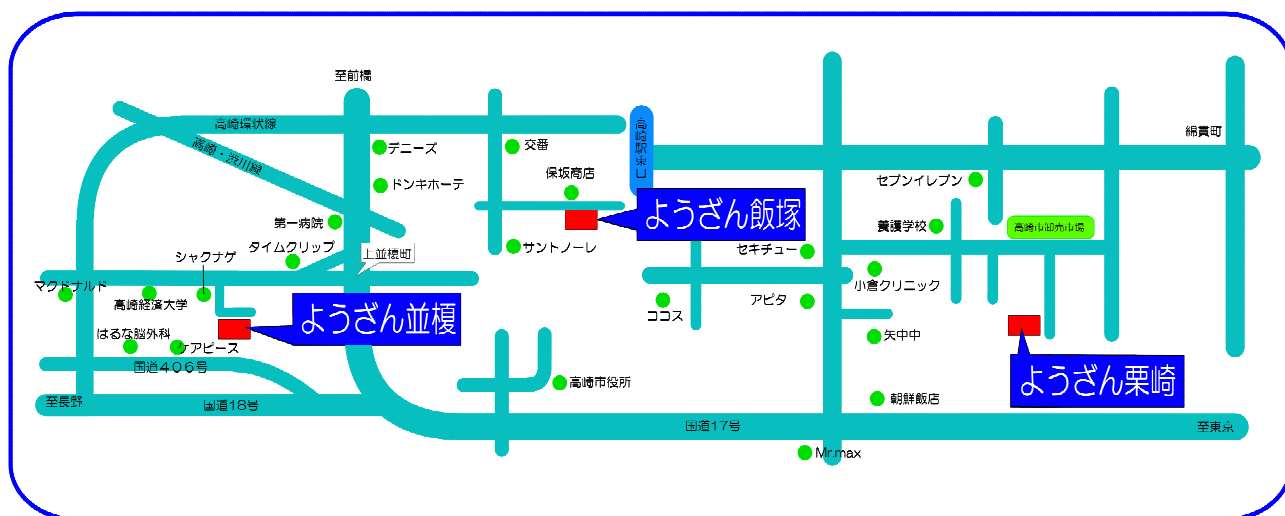 至前橋
高崎環状線
高崎・渋川線
デニーズ
ドンキホーテ
第一病院
タイムクリップ
シャクナゲ
上並榎町
マクドナルド
高崎経済大学
ようざん並榎
はるな脳外科
ケアピース
国道406号
至長野
国道18号
交番
保坂商店
高崎駅東口
ようざん飯塚
サントノーレ
高崎市役所
国道17号
綿貫町
セブンイレブン
養護学校
高崎市卸売市場
セキチュー
小倉クリニック
ココス
アピタ
矢中中
ようざん栗崎
朝鮮飯店
至東京
Mr.max